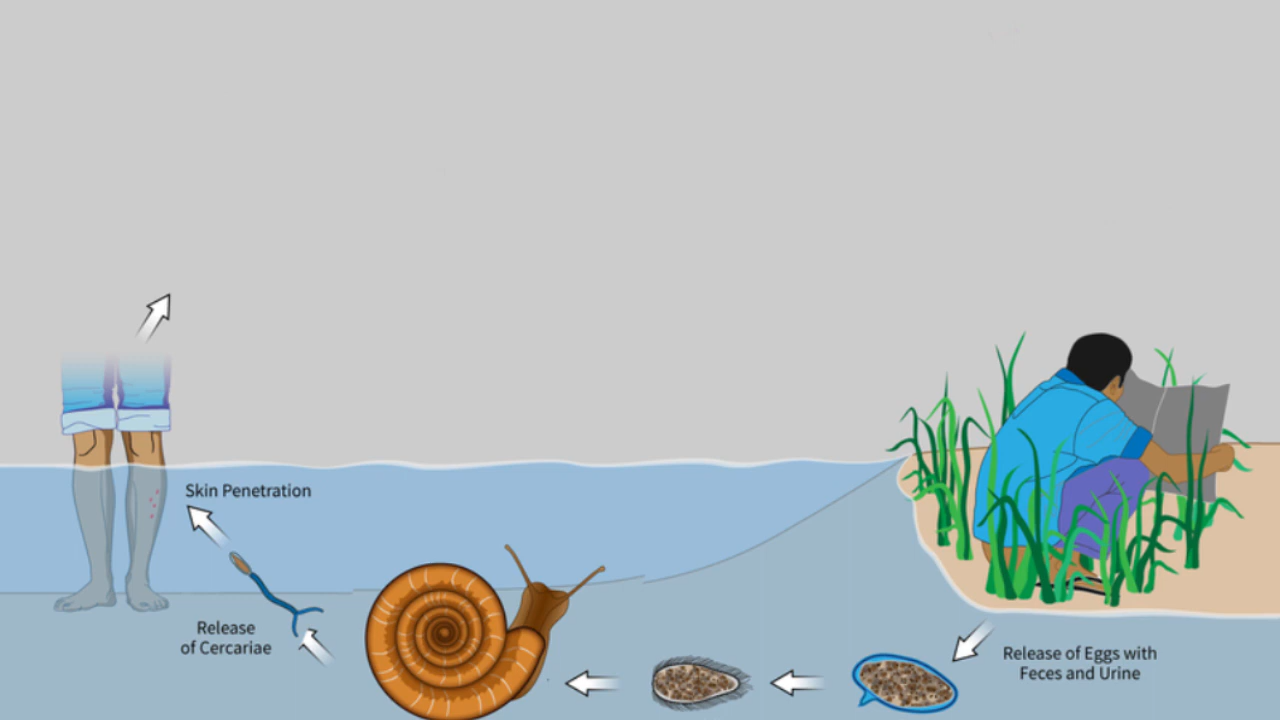 Skin Penetration
Release
of Cercariae
Release of Eggs with
Feces and Urine